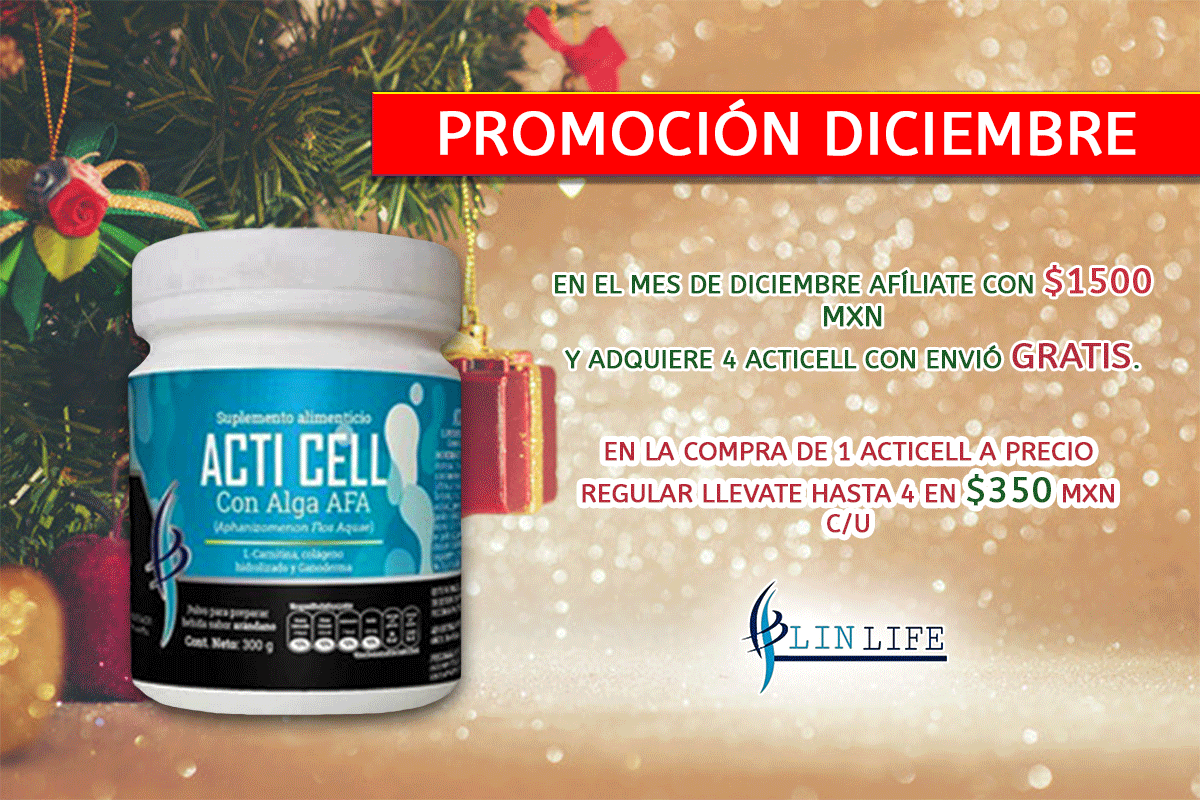 PROMOCIÓN DICIEMBRE
EN EL MES DE DICIEMBRE AFÍLIATE CON $1500
MXN
Y ADQUIERE 4 ACTICELL CON ENVIÓ GRATIS.
EN LA COMPRA DE 1 ACTICELL A PRECIO
REGULAR LLEVATE HASTA 4 EN $350 MXN
C/U
Suplemento alimenticio
ACTI CELL
Con Alga AFA
(Aphanizomenon Flos Aquae)
L-Carnitina, colágeno
hidrolizado y Ganoderma
Polvo para preparar
bebida sabor arándano
Cont. Neto: 300 g
LIN LIFE